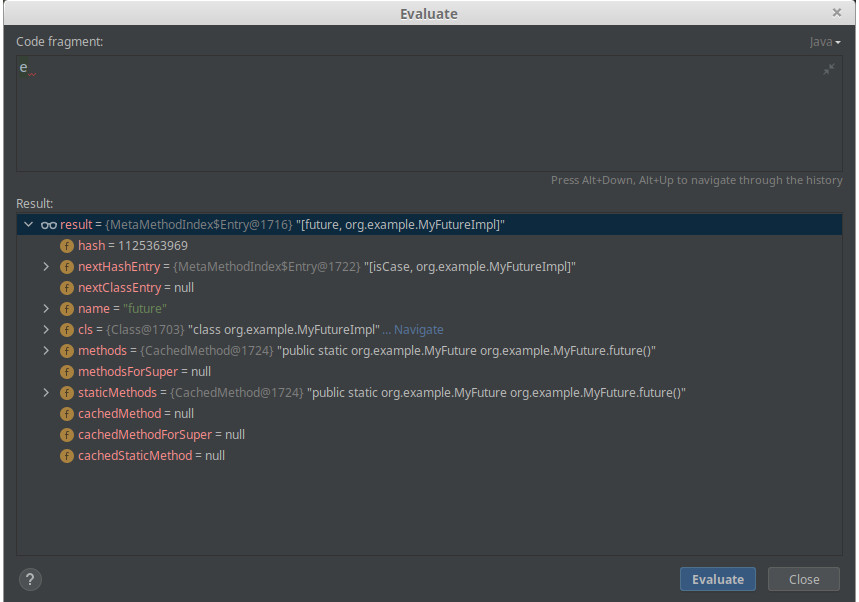 Evaluate
Code fragment:
Java
e
Press Alt+Down, Alt+Up to navigate through the history
Result:
result = {MetaMethodIndex$Entry@1716} "[future, org.example.MyFutureImpl]"
f hash = 1125363969
f nextHashEntry = {MetaMethodIndex$Entry@1722} "[isCase, org.example.MyFutureImpl]"
f nextClassEntry = null
f name = "future"
f cls = {Class@1703} "class org.example.MyFutureImpl" ... Navigate
f methods = {CachedMethod@1724} "public static org.example.MyFuture org.example.MyFuture.future()"
f methodsForSuper = null
f staticMethods = {CachedMethod@1724} "public static org.example.MyFuture org.example.MyFuture.future()"
f cachedMethod = null
f cachedMethodForSuper = null
f cachedStaticMethod = null
? Evaluate Close